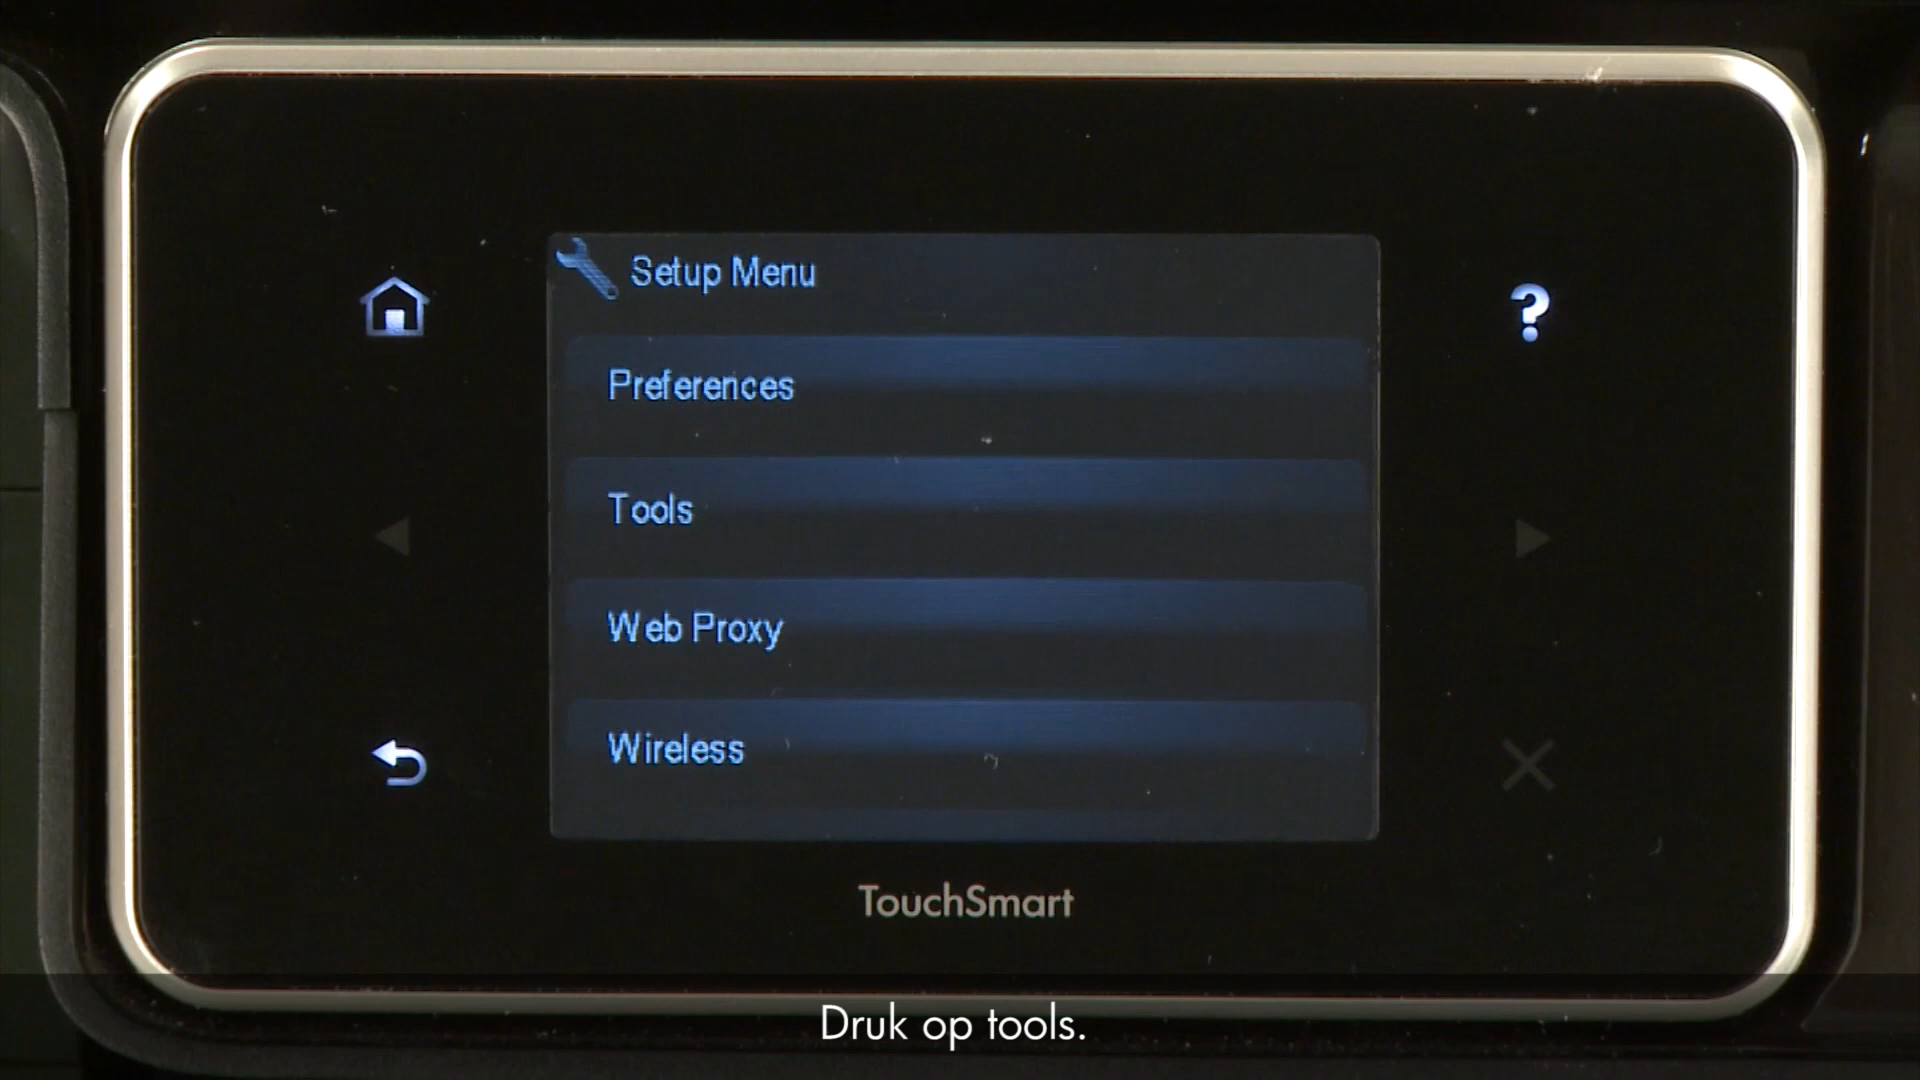 Setup Menu
Preferences
Tools
Web Proxy
Wireless
TouchSmart
Druk op tools.